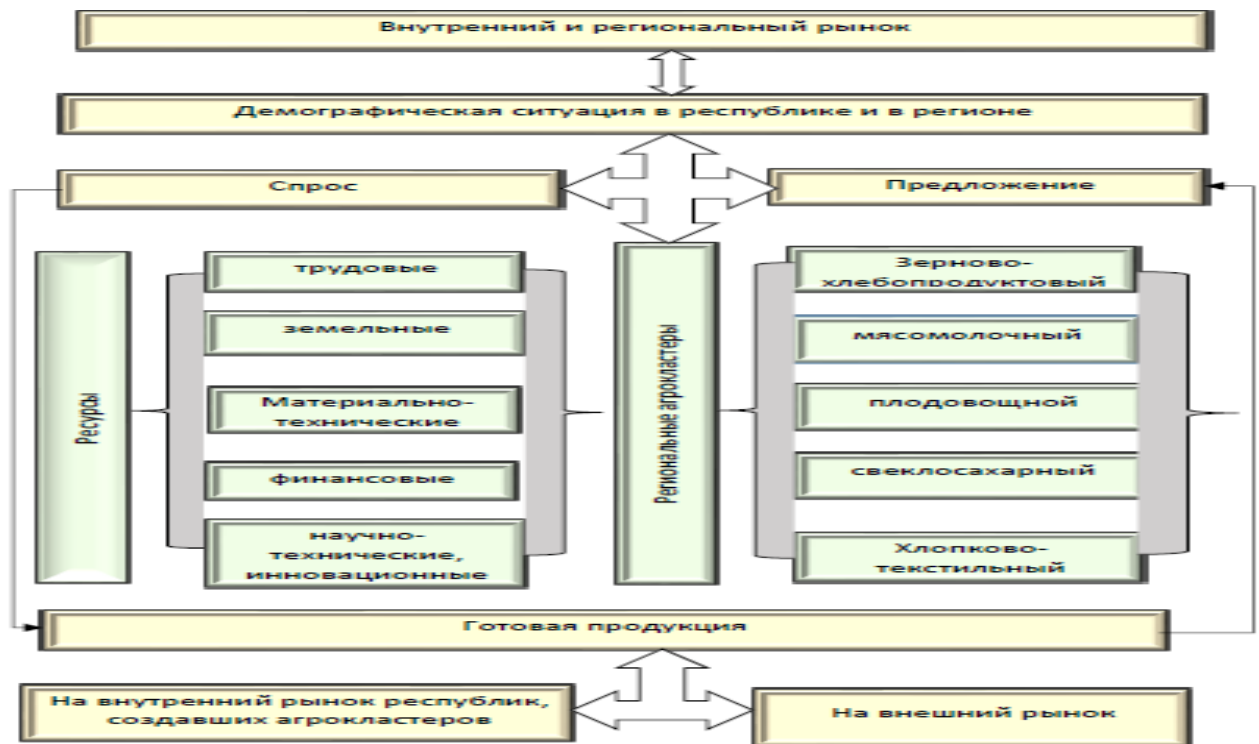 Внутренний и региональный рынок
Демографическая ситуация в республике и в регионе
Спрос
Предложение
Ресурсы
трудовые
земельные
Материально-
технические
финансовые
научно-
технические,
инновационные
Региональные агрокластеры
Зерново-
хлебопродуктовый
мясомолочный
плодовощной
свеклосахарный
Хлопково-
текстильный
Готовая продукция
На внутренний рынок республик,
создавших агрокластеров
На внешний рынок